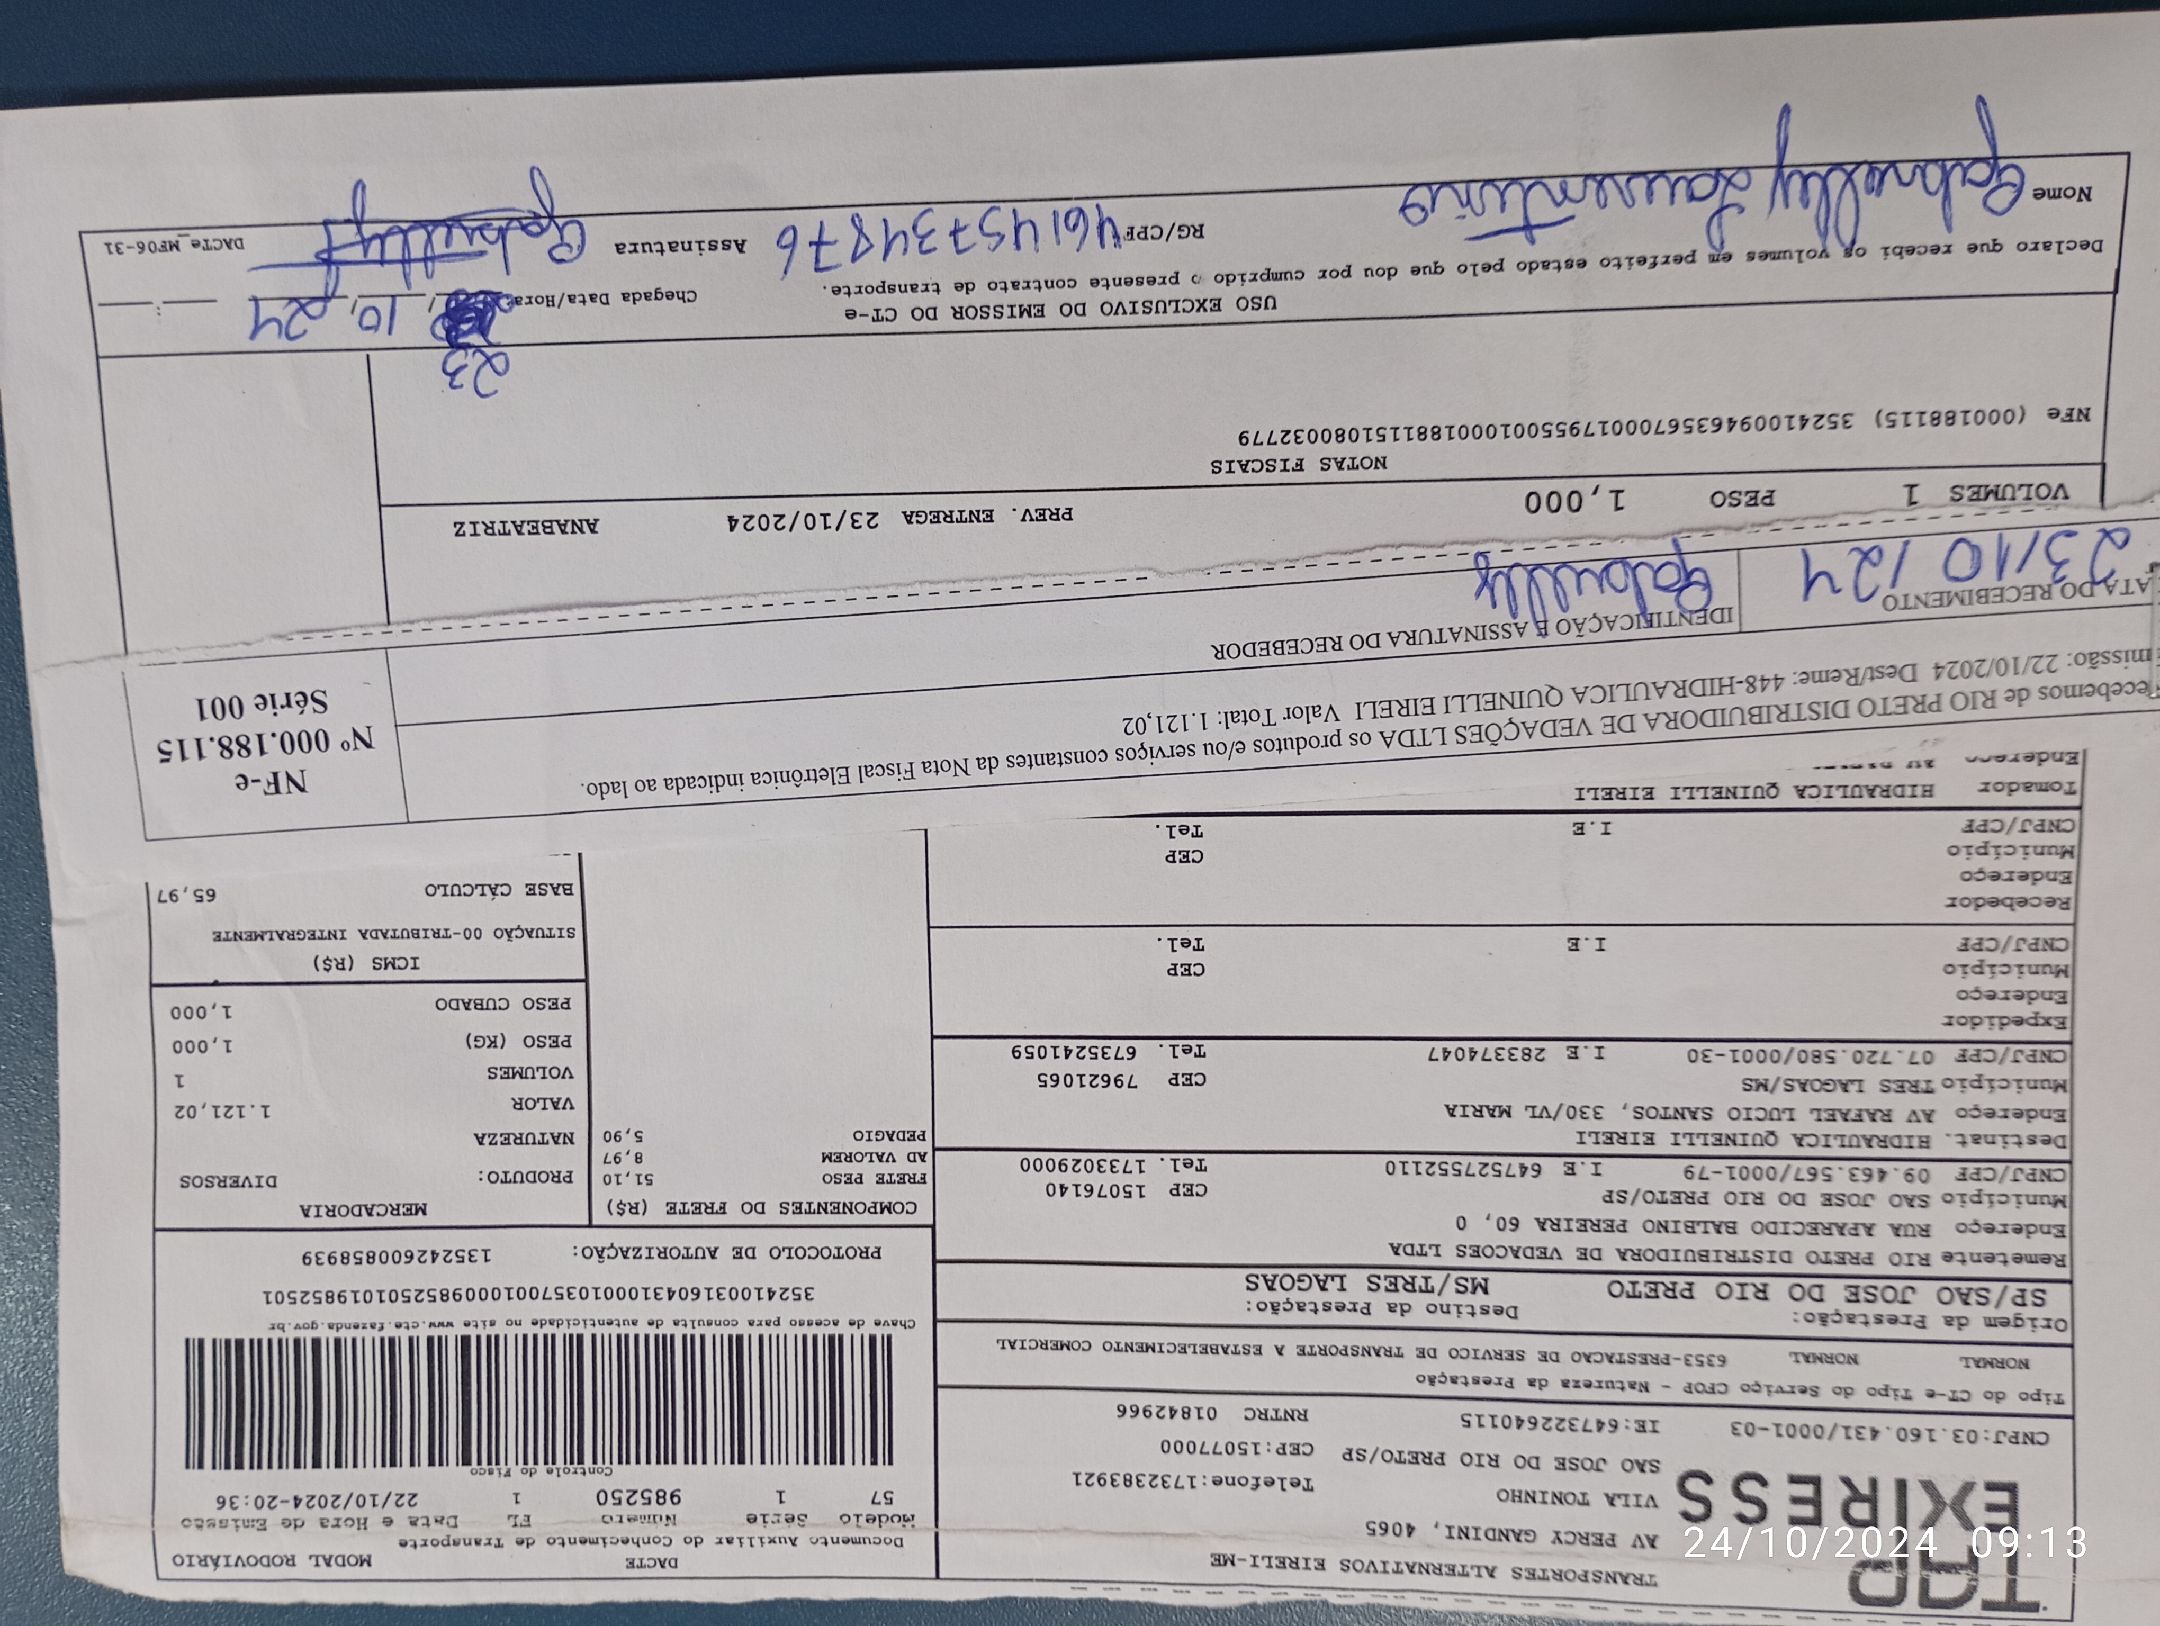 TRANSPORTES ALTERNATIVOS EIRELI-ME
AV PERCY GANDINI, 4065
VILA TONINHO Telefone:1732383921
EXIRESS
SAO JOSE DO RIO PRETO/SP CEP:15077000
CNPJ:03.160.431/0001-03 IE:647322640115 RNTRC 01842966
DACTE MODAL RODOVIÁRIO
Documento Auxiliar do Conhecimento de Transporte
Modelo Série Número FL Data e Hora de Emissão
57 1 985250 1 22/10/2024-20:36
Controle do Fisco
Tipo do CT-e Tipo do Serviço CFOP - Natureza da Prestação
NORMAL NORMAL 6353-PRESTACAO DE SERVICO DE TRANSPORTE A ESTABELECIMENTO COMERCIAL
Chave de acesso para consulta de autenticidade no site www.cte.fazenda.gov.br
35241003160431000103570010009852501019852501
Origem da Prestação: Destino da Prestação:
SP/SAO JOSE DO RIO PRETO MS/TRES LAGOAS
PROTOCOLO DE AUTORIZAÇÃO: 135242600858939
Remetente RIO PRETO DISTRIBUIDORA DE VEDACOES LTDA
Endereço RUA APARECIDO BALBINO PEREIRA 60, 0
Município SAO JOSE DO RIO PRETO/SP CEP 15076140
CNPJ/CPF 09.463.567/0001-79 I.E 647527552110 Tel. 1733029000
Destinat. HIDRAULICA QUINELLI EIRELI
Endereço AV RAFAEL LUCIO SANTOS, 330/VL MARIA
Município TRES LAGOAS/MS CEP 79621065
CNPJ/CPF 07.720.580/0001-30 I.E 283374047 Tel. 6735241059
Expedidor
Endereço
Município CEP
CNPJ/CPF I.E Tel.
Recebedor
Endereço
Município CEP
CNPJ/CPF I.E Tel.
Tomador HIDRAULICA QUINELLI EIRELI
COMPONENTES DO FRETE (R$)
FRETE PESO 51,10
AD VALOREM 8,97
PEDAGIO 5,90
MERCADORIA
PRODUTO: DIVERSOS
NATUREZA
VALOR 1.121,02
VOLUMES 1
PESO (KG) 1,000
PESO CUBADO 1,000
ICMS (R$)
SITUAÇÃO 00-TRIBUTADA INTEGRALMENTE
BASE CÁLCULO 65,97
ecebemos de RIO PRETO DISTRIBUIDORA DE VEDAÇÕES LTDA os produtos e/ou serviços constantes da Nota Fiscal Eletrônica indicada ao lado.
missão: 22/10/2024 Dest/Reme: 448-HIDRAULICA QUINELLI EIRELI Valor Total: 1.121,02
ATA DO RECEBIMENTO IDENTIFICAÇÃO E ASSINATURA DO RECEBEDOR
23/10/24 Gabrielly
NF-e
Nº 000.188.115
Série 001
VOLUMES 1 PESO 1,000 PREV. ENTREGA 23/10/2024 ANABEATRIZ
NOTAS FISCAIS
NFe (000188115) 35241009463567000179550010001881151080032779
USO EXCLUSIVO DO EMISSOR DO CT-e
Declaro que recebi os volumes em perfeito estado pelo que dou por cumprido o presente contrato de transporte.
Chegada Data/Hora: 23 10, 24
Nome Gabrielly Laurentino RG/CPF 46145734876 Assinatura Gabrielly DACTe_MF06-31
24/10/2024 09:13